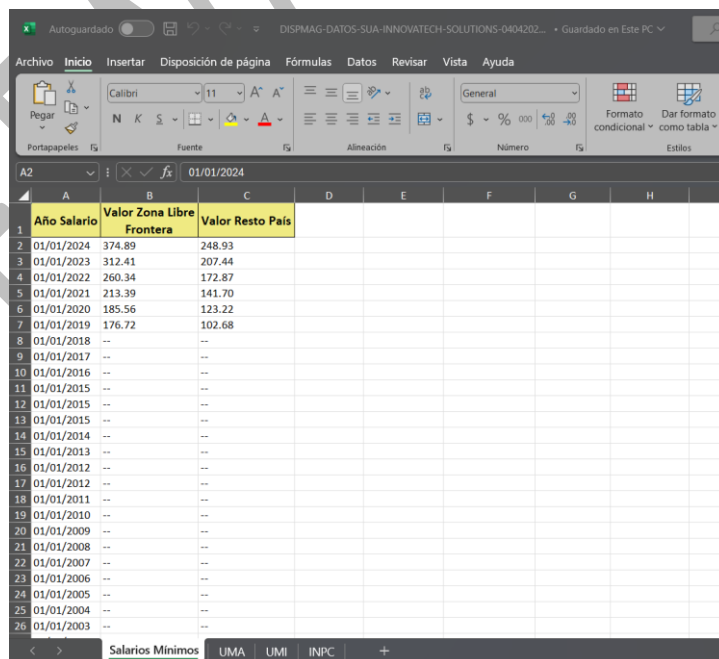 Autoguardado DISPMAG-DATOS-SUA-INNOVATECH-SOLUTIONS-0404202... • Guardado en Este PC
Archivo Inicio Insertar Disposición de página Fórmulas Datos Revisar Vista Ayuda
Pegar Calibri 11 A^ A˅ ab General
N K S A $ % 000 Formato condicional Dar formato como tabla
Portapapeles Fuente Alineación Número Estilos
A2 fx 01/01/2024
A B C D E F G H
1 Año Salario Valor Zona Libre Frontera Valor Resto País
2 01/01/2024 374.89 248.93
3 01/01/2023 312.41 207.44
4 01/01/2022 260.34 172.87
5 01/01/2021 213.39 141.70
6 01/01/2020 185.56 123.22
7 01/01/2019 176.72 102.68
8 01/01/2018 -- --
9 01/01/2017 -- --
10 01/01/2016 -- --
11 01/01/2015 -- --
12 01/01/2015 -- --
13 01/01/2015 -- --
14 01/01/2014 -- --
15 01/01/2013 -- --
16 01/01/2012 -- --
17 01/01/2012 -- --
18 01/01/2011 -- --
19 01/01/2010 -- --
20 01/01/2009 -- --
21 01/01/2008 -- --
22 01/01/2007 -- --
23 01/01/2006 -- --
24 01/01/2005 -- --
25 01/01/2004 -- --
26 01/01/2003 -- --
Salarios Mínimos UMA UMI INPC +